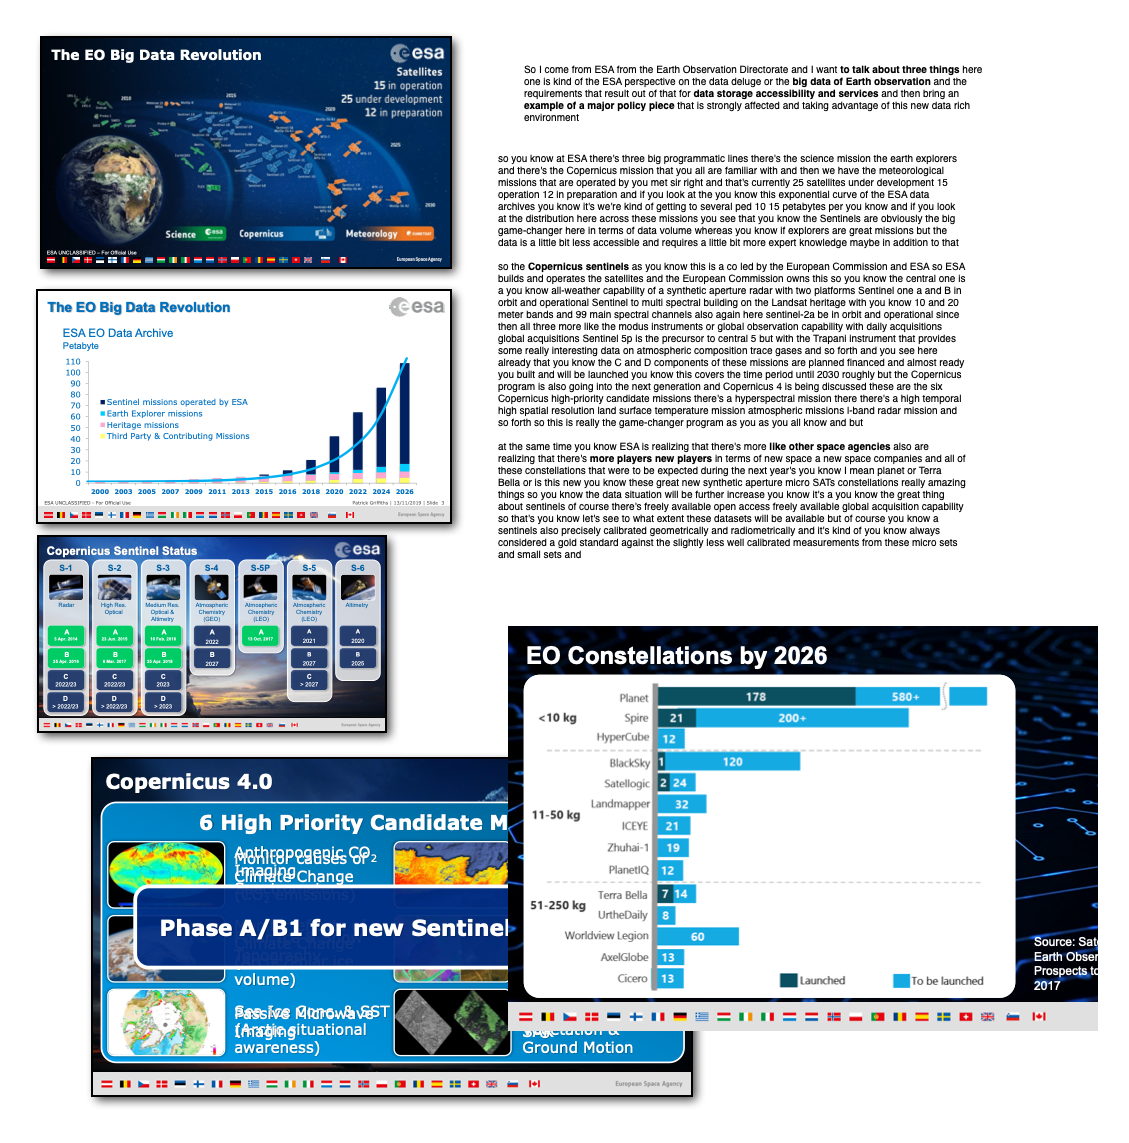 The EO Big Data Revolution
esa
Satellites
15 in operation
25 under development
12 in preparation
2010
2015
2020
2025
2030
Science esa Copernicus Meteorology
ESA UNCLASSIFIED – For Official Use
European Space Agency
So I come from ESA from the Earth Observation Directorate and I want to talk about three things here
one is kind of the ESA perspective on the data deluge or the big data of Earth observation and the
requirements that result out of that for data storage accessibility and services and then bring an
example of a major policy piece that is strongly affected and taking advantage of this new data rich
environment
so you know at ESA there's three big programmatic lines there's the science mission the earth explorers
and there's the Copernicus mission that you all are familiar with and then we have the meteorological
missions that are operated by you met sir right and that's currently 25 satellites under development 15
operation 12 in preparation and if you look at the you know this exponential curve of the ESA data
archives you know it's we're kind of getting to several ped 10 15 petabytes per you know and if you look
at the distribution here across these missions you see that you know the Sentinels are obviously the big
game-changer here in terms of data volume whereas you know if explorers are great missions but the
data is a little bit less accessible and requires a little bit more expert knowledge maybe in addition to that
so the Copernicus sentinels as you know this is a co led by the European Commission and ESA so ESA
builds and operates the satellites and the European Commission owns this so you know the central one is
a you know all-weather capability of a synthetic aperture radar with two platforms Sentinel one a and B in
orbit and operational Sentinel to multi spectral building on the Landsat heritage with you know 10 and 20
meter bands and 99 main spectral channels also again here sentinel-2a be in orbit and operational since
then all three more like the modus instruments or global observation capability with daily acquisitions
global acquisitions Sentinel 5p is the precursor to central 5 but with the Trapani instrument that provides
some really interesting data on atmospheric composition trace gases and so forth and you see here
already that you know the C and D components of these missions are planned financed and almost ready
you built and will be launched you know this covers the time period until 2030 roughly but the Copernicus
program is also going into the next generation and Copernicus 4 is being discussed these are the six
Copernicus high-priority candidate missions there's a hyperspectral mission there there's a high temporal
high spatial resolution land surface temperature mission atmospheric missions l-band radar mission and
so forth so this is really the game-changer program as you as you all know and but
at the same time you know ESA is realizing that there's more like other space agencies also are
realizing that there's more players new players in terms of new space a new space companies and all of
these constellations that were to be expected during the next year's you know I mean planet or Terra
Bella or is this new you know these great new synthetic aperture micro SATs constellations really amazing
things so you know the data situation will be further increase you know it's a you know the great thing
about sentinels of course there's freely available open access freely available global acquisition capability
so that's you know let's see to what extent these datasets will be available but of course you know a
sentinels also precisely calibrated geometrically and radiometrically and it's kind of you know always
considered a gold standard against the slightly less well calibrated measurements from these micro sets
and small sets and
The EO Big Data Revolution
esa
ESA EO Data Archive
Petabyte
110
100
90
80
70
60
50
40
30
20
10
0
Sentinel missions operated by ESA
Earth Explorer missions
Heritage missions
Third Party & Contributing Missions
2000 2003 2005 2007 2009 2011 2013 2015 2016 2018 2020 2022 2024 2026
ESA UNCLASSIFIED - For Official Use
Patrick Griffiths | 13/11/2019 | Slide 3
European Space Agency
Copernicus Sentinel Status
esa
S-1 S-2 S-3 S-4 S-5P S-5 S-6
Radar
High Res. Optical
Medium Res. Optical & Altimetry
Atmospheric Chemistry (GEO)
Atmospheric Chemistry (LEO)
Atmospheric Chemistry (LEO)
Altimetry
A 3 Apr. 2014
A 23 Jun. 2015
A 16 Feb. 2016
A 2022
A 13 Oct. 2017
A 2021
A 2020
B 25 Apr. 2016
B 6 Mar. 2017
B 25 Apr. 2018
B 2027
B 2027
B 2025
C 2022/23
C 2022/23
C 2023
C > 2027
D > 2022/23
D > 2022/23
D > 2023
European Space Agency
EO Constellations by 2026
<10 kg
Planet 178 580+
Spire 21 200+
HyperCube 12
11-50 kg
BlackSky 1 120
Satellogic 2 24
Landmapper 32
ICEYE 21
Zhuhai-1 19
PlanetIQ 12
51-250 kg
Terra Bella 7 14
UrtheDaily 8
Worldview Legion 60
AxelGlobe 13
Cicero 13
Launched To be launched
Source: Sate
Earth Obser
Prospects to
2017
Copernicus 4.0
6 High Priority Candidate M
Anthropogenic CO₂
Imaging
Monitor causes of
Climate Change
Phase A/B1 for new Sentinel
volume)
Passive Microwave
Imaging
Sea Ice Conc. & SST
(Arctic situational
awareness)
Ground Motion
European Space Agency